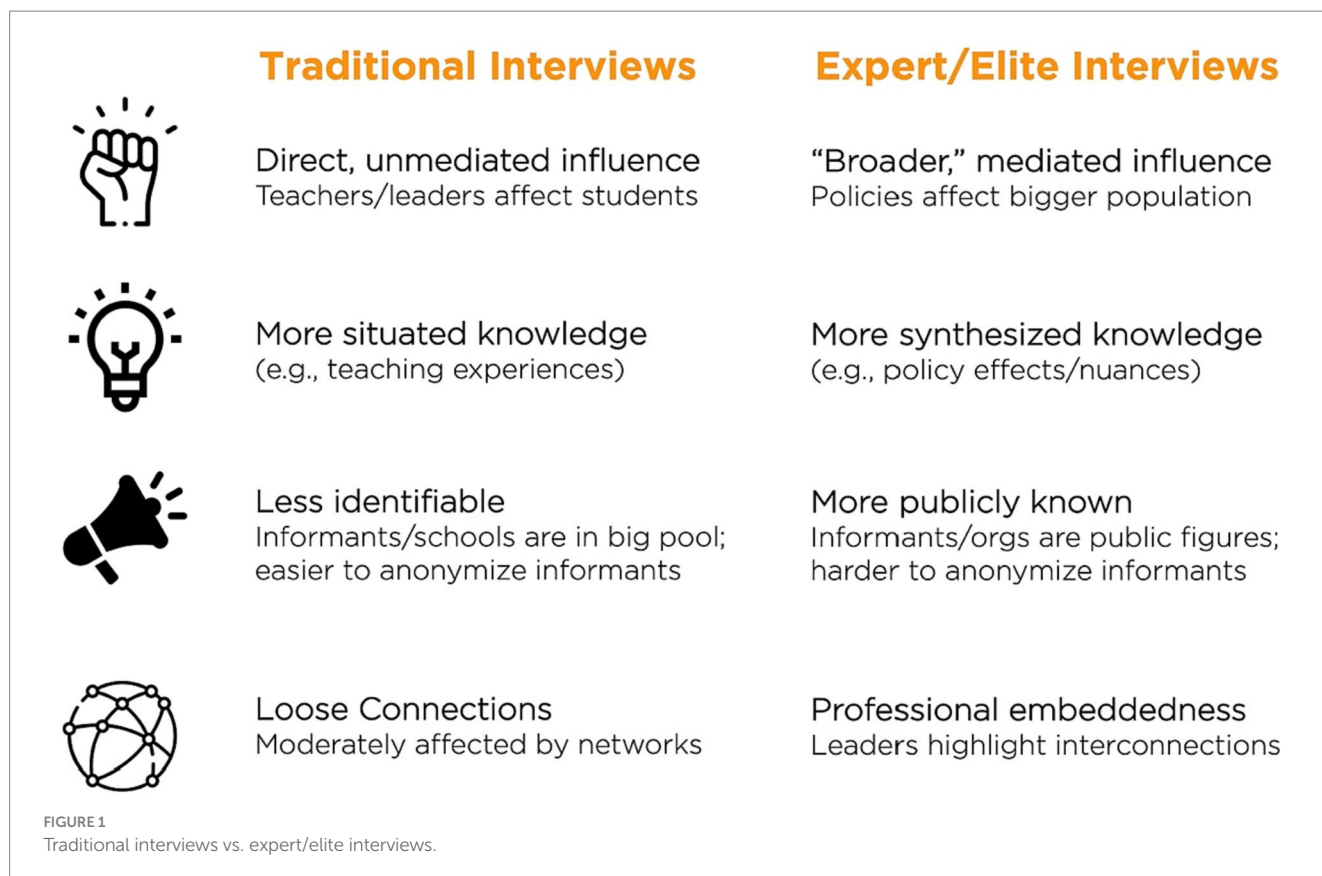 Traditional Interviews
Expert/Elite Interviews
Direct, unmediated influence
Teachers/leaders affect students
“Broader,” mediated influence
Policies affect bigger population
More situated knowledge
(e.g., teaching experiences)
More synthesized knowledge
(e.g., policy effects/nuances)
Less identifiable
Informants/schools are in big pool;
easier to anonymize informants
More publicly known
Informants/orgs are public figures;
harder to anonymize informants
Loose Connections
Moderately affected by networks
Professional embeddedness
Leaders highlight interconnections
FIGURE 1
Traditional interviews vs. expert/elite interviews.